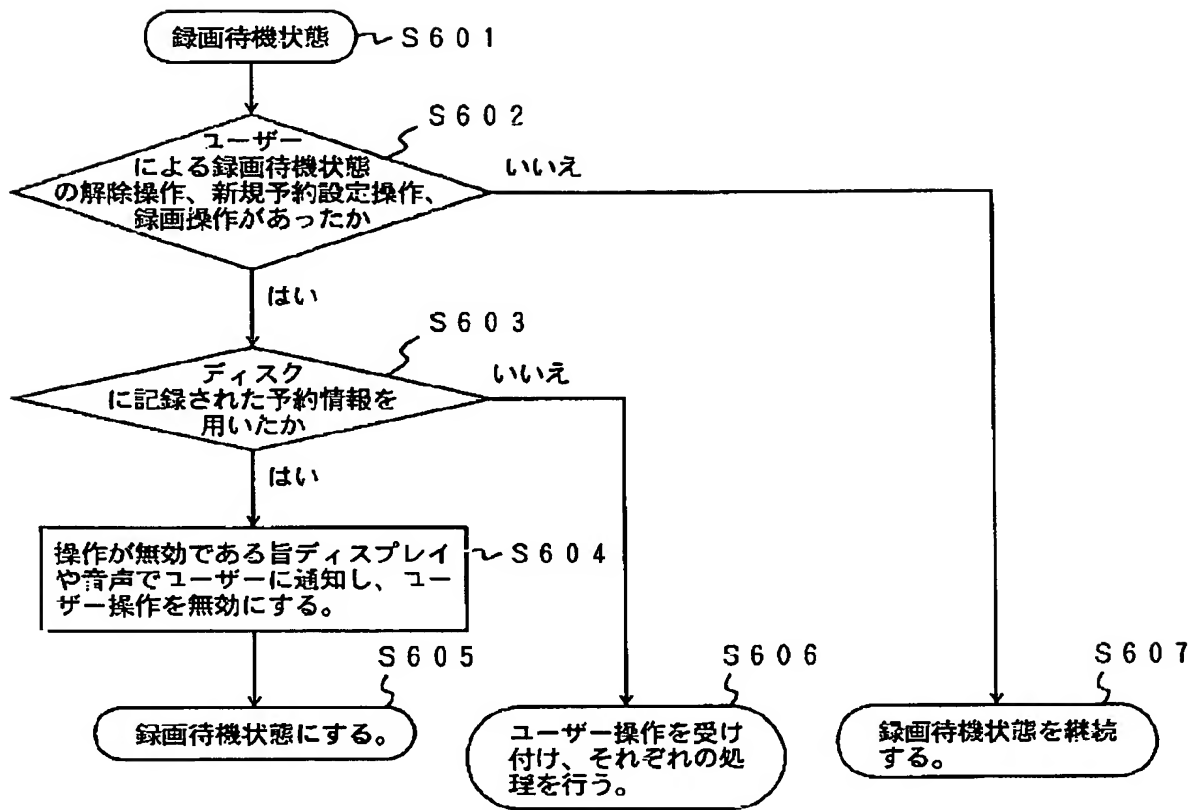 録画待機状態
S601
S602
ユーザー
による録画待機状態
の解除操作、新規予約設定操作、
録画操作があったか
いいえ
はい
S603
ディスク
に記録された予約情報を
用いたか
いいえ
はい
操作が無効である旨ディスプレイ
や音声でユーザーに通知し、ユー
ザー操作を無効にする。
S604
S605
録画待機状態にする。
S606
ユーザー操作を受け
付け、それぞれの処
理を行う。
S607
録画待機状態を継続
する。